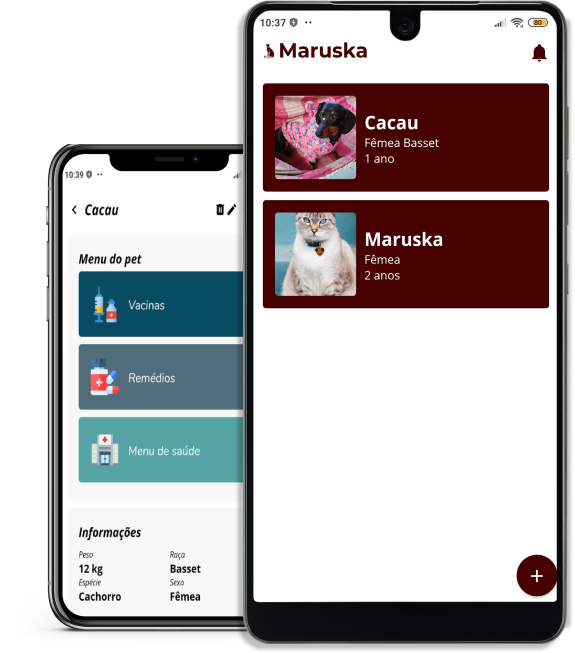 10:37
80
Maruska
Cacau
Fêmea Basset
1 ano
Maruska
Fêmea
2 anos
+
10:39
< Cacau
Menu do pet
Vacinas
Remédios
Menu de saúde
Informações
Peso Raça
12 kg Basset
Espécie Sexo
Cachorro Fêmea